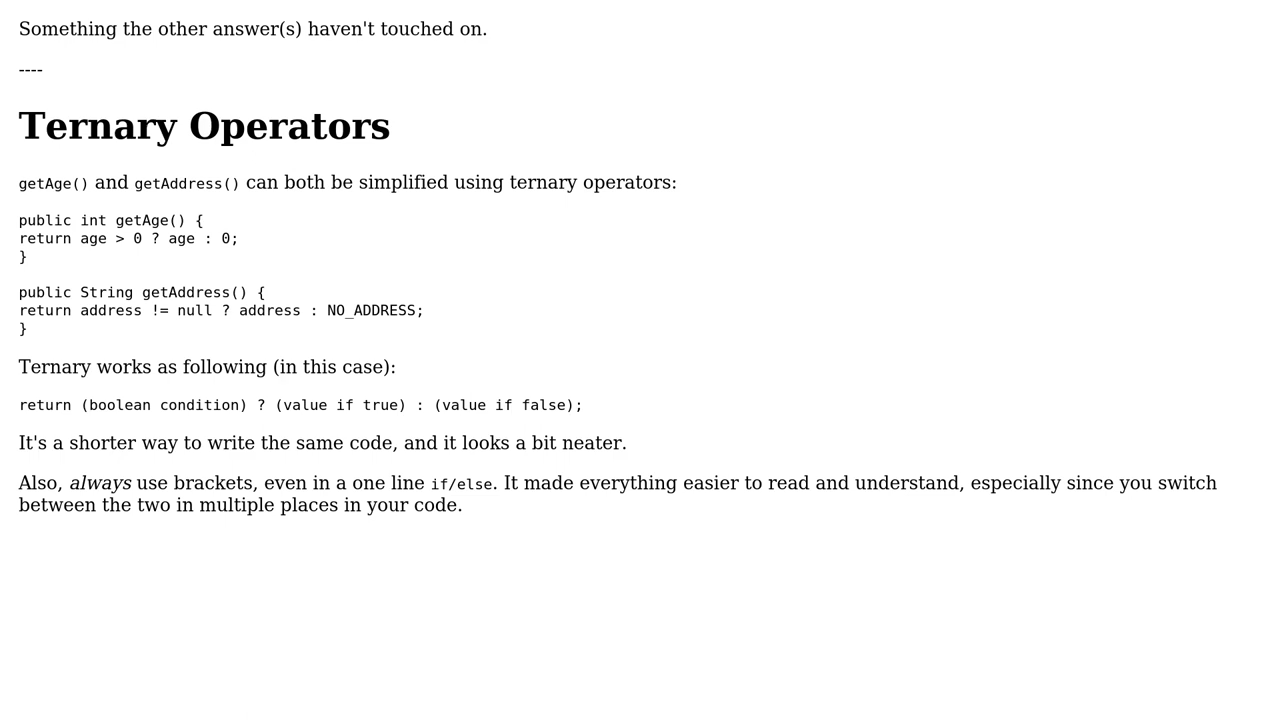 Something the other answer(s) haven't touched on.
----
Ternary Operators
getAge() and getAddress() can both be simplified using ternary operators:
public int getAge() {
return age > 0 ? age : 0;
}
public String getAddress() {
return address != null ? address : NO_ADDRESS;
}
Ternary works as following (in this case):
return (boolean condition) ? (value if true) : (value if false);
It's a shorter way to write the same code, and it looks a bit neater.
Also, always use brackets, even in a one line if/else. It made everything easier to read and understand, especially since you switch
between the two in multiple places in your code.